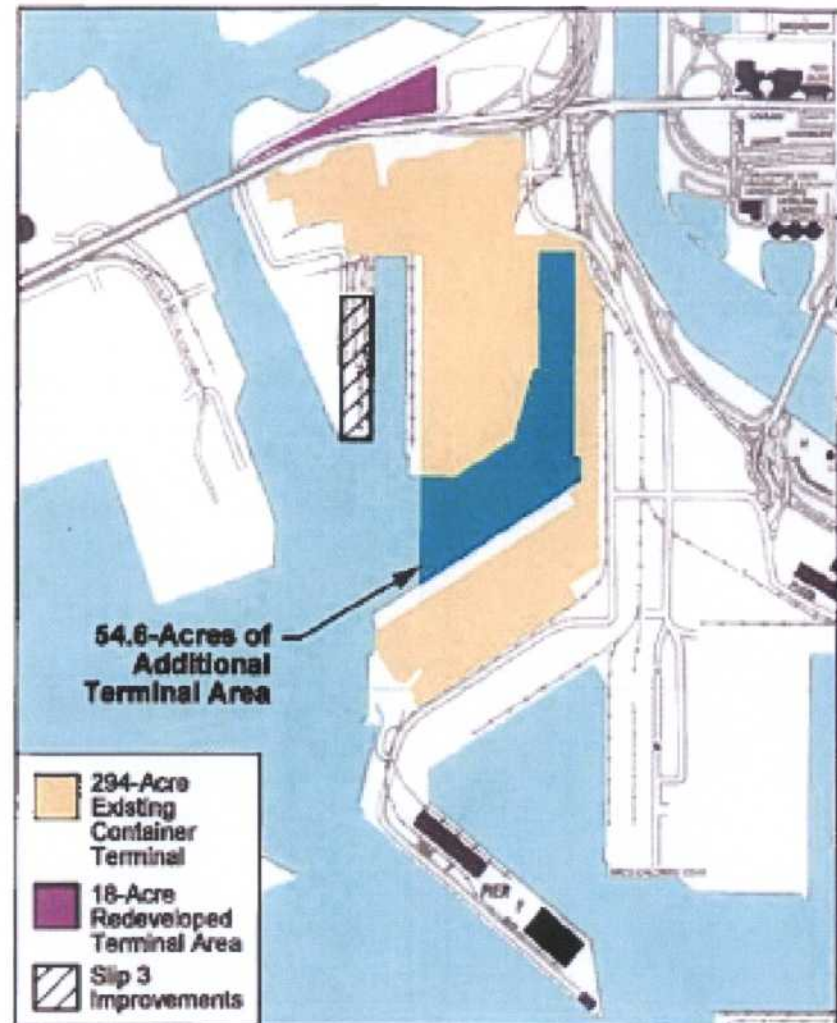 54.6-Acres of
Additional
Terminal Area
294-Acre
Existing
Container
Terminal
18-Acre
Redeveloped
Terminal Area
Slip 3
Improvements
PIER